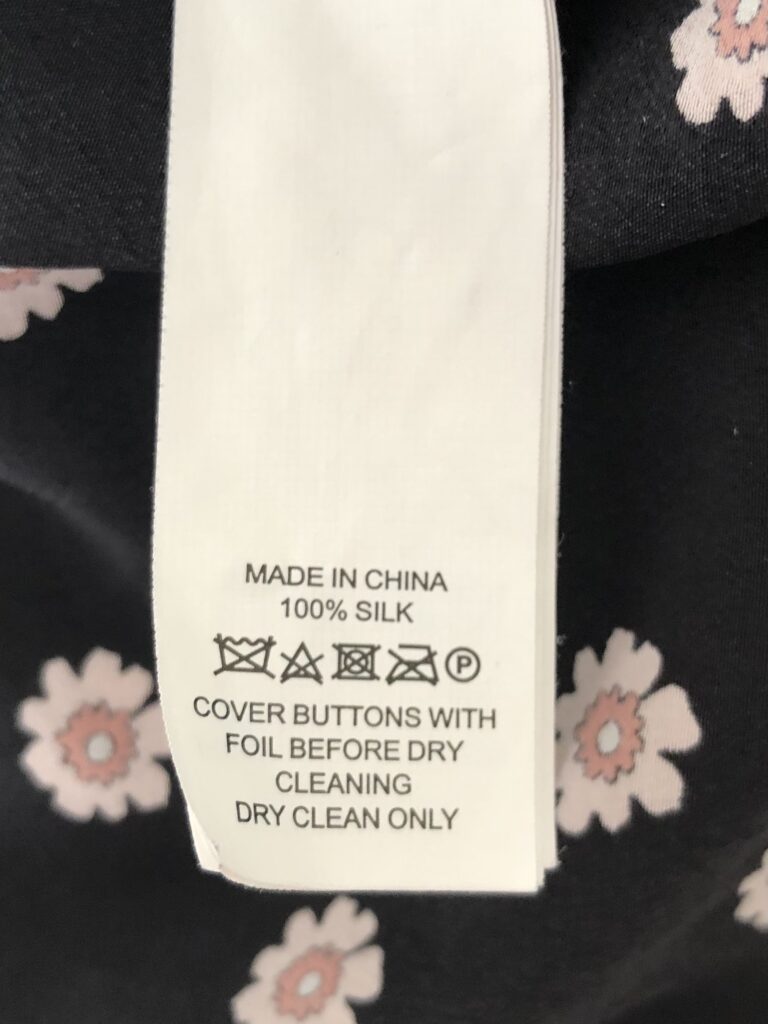 MADE IN CHINA
100% SILK
P
COVER BUTTONS WITH
FOIL BEFORE DRY
CLEANING
DRY CLEAN ONLY